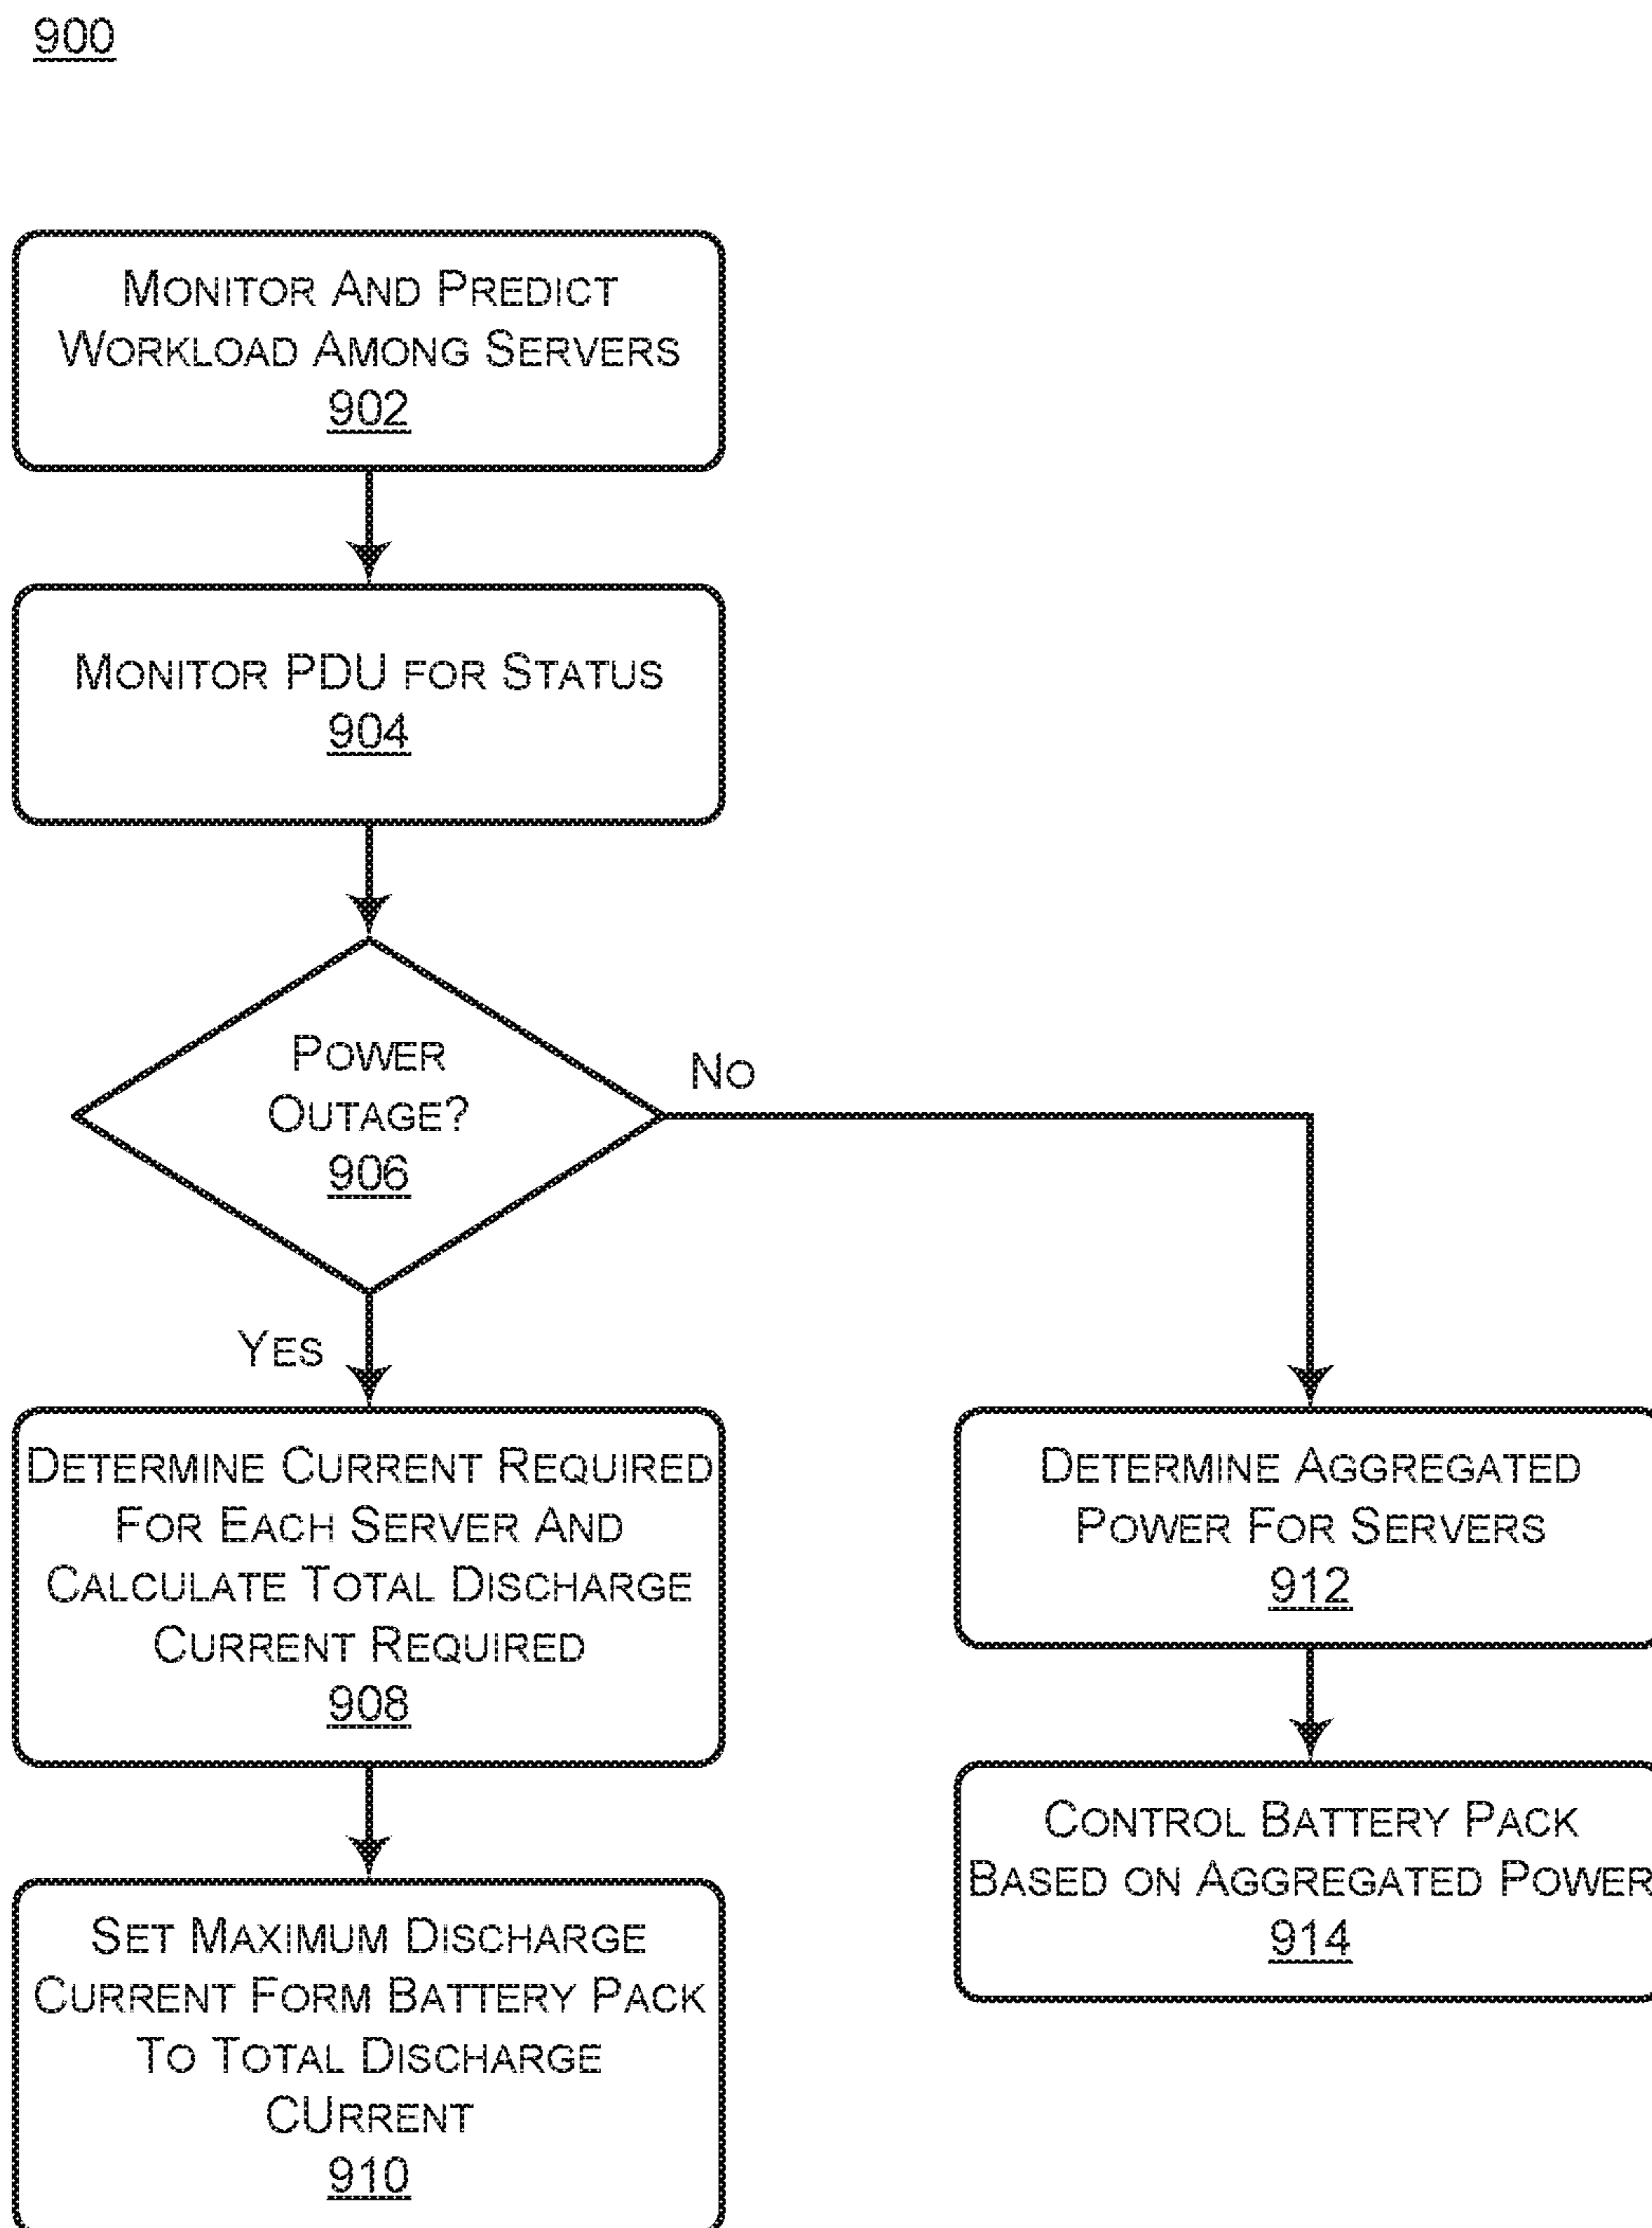 900
MONITOR AND PREDICT
WORKLOAD AMONG SERVERS
902
MONITOR PDU FOR STATUS
904
POWER
OUTAGE?
906
NO
YES
DETERMINE CURRENT REQUIRED
FOR EACH SERVER AND
CALCULATE TOTAL DISCHARGE
CURRENT REQUIRED
908
SET MAXIMUM DISCHARGE
CURRENT FORM BATTERY PACK
TO TOTAL DISCHARGE
CURRENT
910
DETERMINE AGGREGATED
POWER FOR SERVERS
912
CONTROL BATTERY PACK
BASED ON AGGREGATED POWER
914